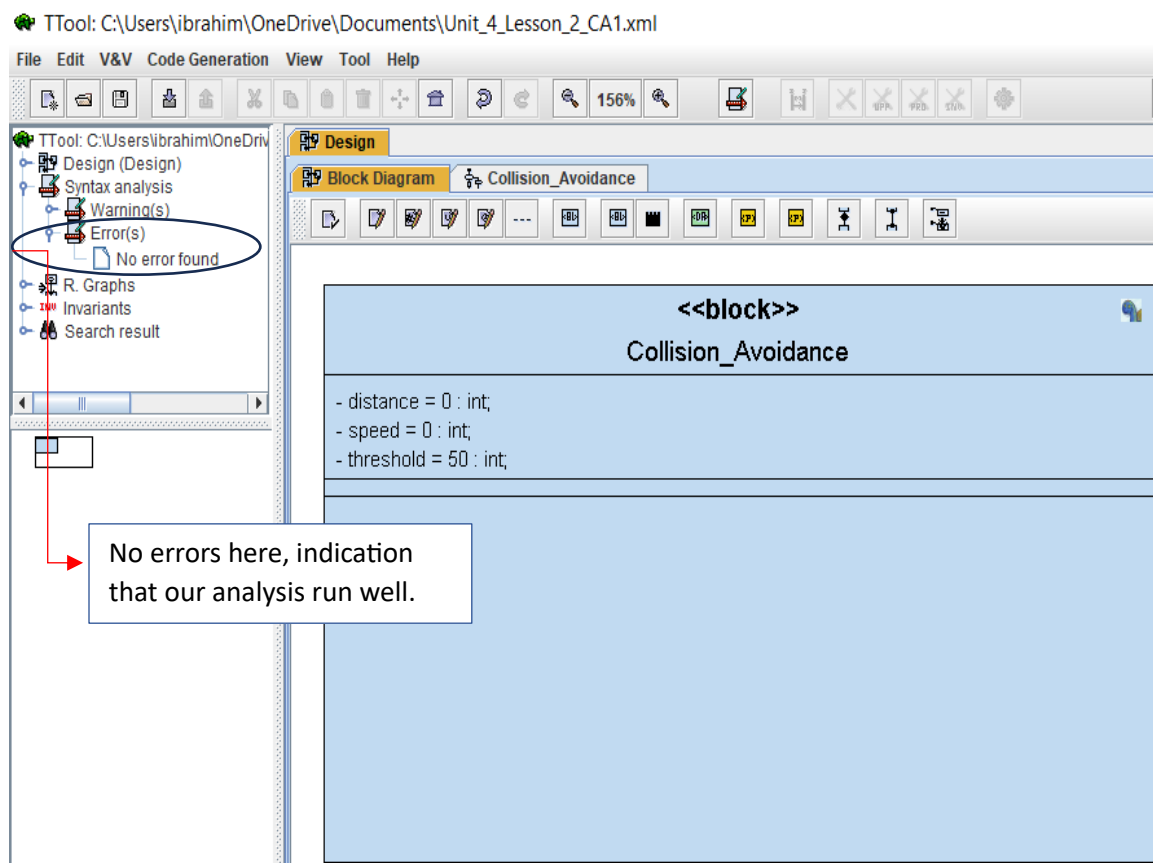 TTool: C:\Users\ibrahim\OneDrive\Documents\Unit_4_Lesson_2_CA1.xml
File Edit V&V Code Generation View Tool Help
156%
TTool: C:\Users\ibrahim\OneDriv
Design (Design)
Syntax analysis
Warning(s)
Error(s)
No error found
R. Graphs
INV Invariants
Search result
Design
Block Diagram
Collision_Avoidance
<<block>>
Collision_Avoidance
- distance = 0 : int;
- speed = 0 : int;
- threshold = 50 : int;
No errors here, indication
that our analysis run well.